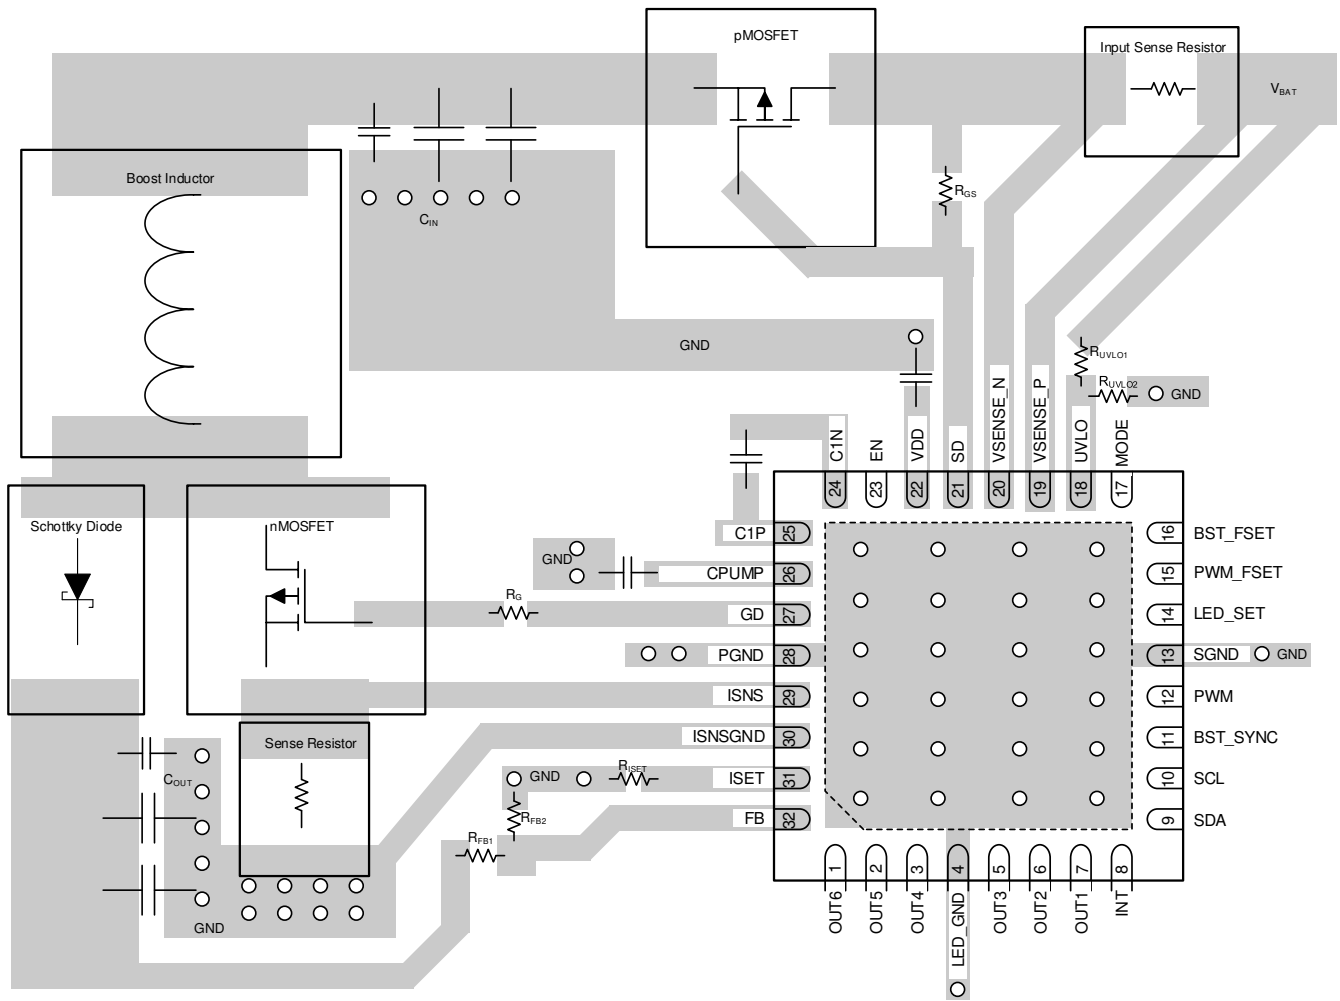 pMOSFET
Input Sense Resistor
VBAT
Boost Inductor
RGS
CIN
GND
RUVLO1
RUVLO2
GND
C1N
EN
VDD
SD
VSENSE_N
VSENSE_P
UVLO
MODE
24
23
22
21
20
19
18
17
Schottky Diode
nMOSFET
C1P
25
16
BST_FSET
GND
CPUMP
26
15
PWM_FSET
RG
GD
27
14
LED_SET
PGND
28
13
SGND
GND
ISNS
29
12
PWM
Sense Resistor
ISNSGND
30
11
BST_SYNC
COUT
GND
RISET
ISET
31
10
SCL
RFB2
FB
32
9
SDA
RFB1
1
2
3
4
5
6
7
8
OUT6
OUT5
OUT4
LED_GND
OUT3
OUT2
OUT1
INT
GND